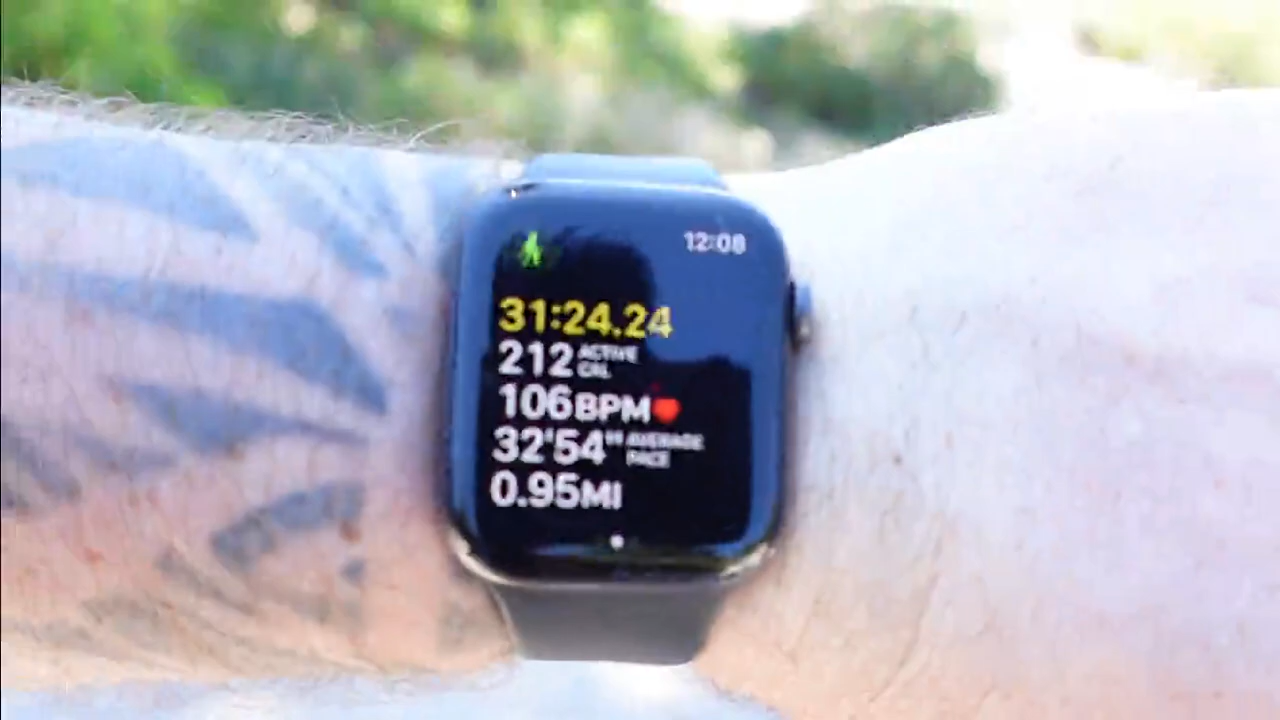 12:08
31:24.24
212 ACTIVE CAL
106BPM
32'54" AVERAGE PACE
0.95MI